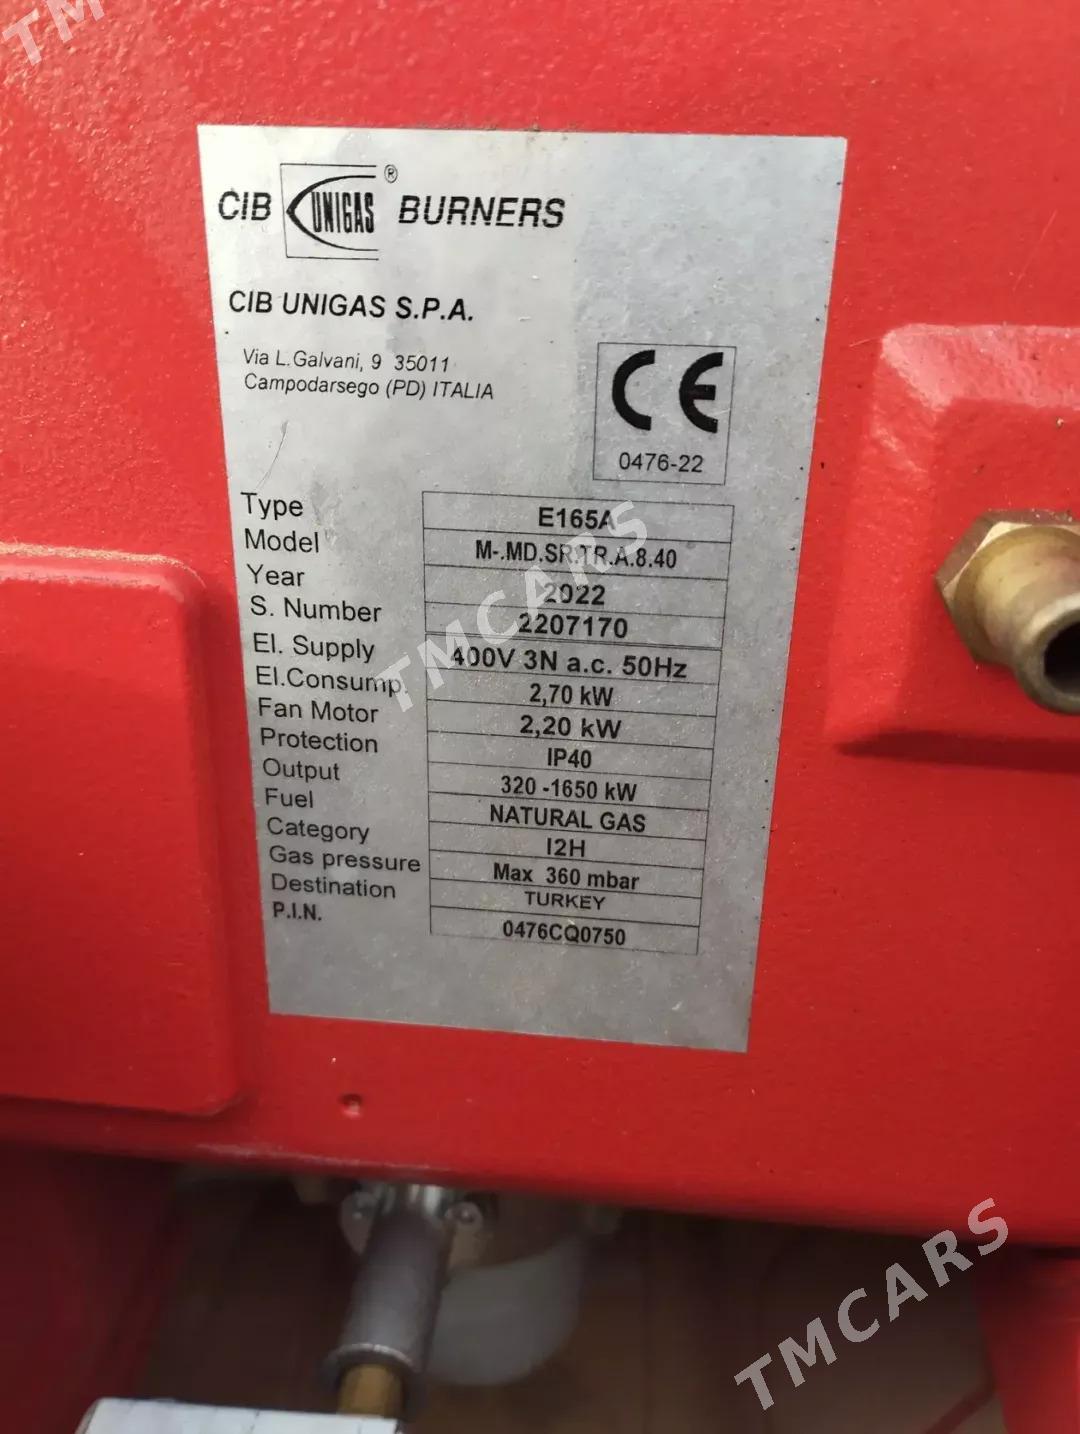 TMCARS
CIB UNIGAS ® BURNERS
CIB UNIGAS S.P.A.
Via L.Galvani, 9 35011
Campodarsego (PD) ITALIA
CE
0476-22
Type E165A
Model M-.MD.SR.TR.A.8.40
Year 2022
S. Number 2207170
El. Supply 400V 3N a.c. 50Hz
El.Consump. 2,70 kW
Fan Motor 2,20 kW
Protection IP40
Output 320 -1650 kW
Fuel NATURAL GAS
Category I2H
Gas pressure Max 360 mbar
Destination TURKEY
P.I.N. 0476CQ0750
TMCARS